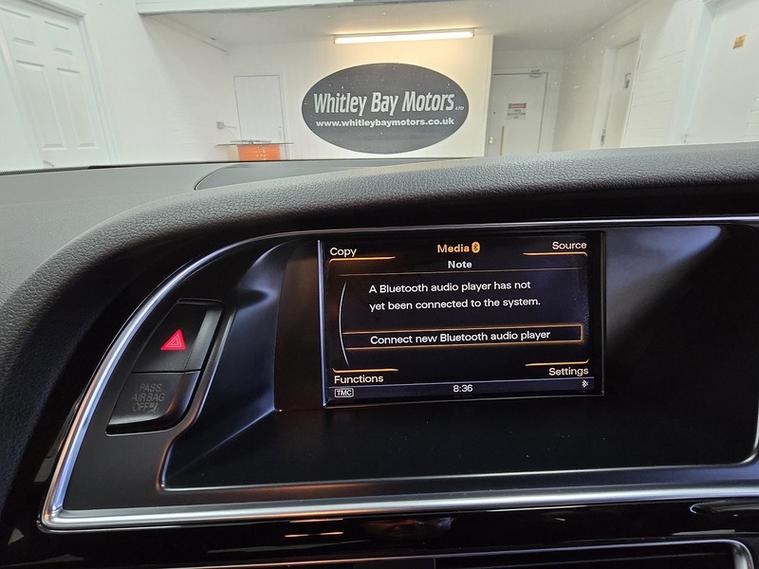 Whitley Bay Motors LTD
www.whitleybaymotors.co.uk
Copy
Media
Source
Note
A Bluetooth audio player has not
yet been connected to the system.
Connect new Bluetooth audio player
Functions
Settings
TMC
8:36
PASS
AIR BAG
OFF